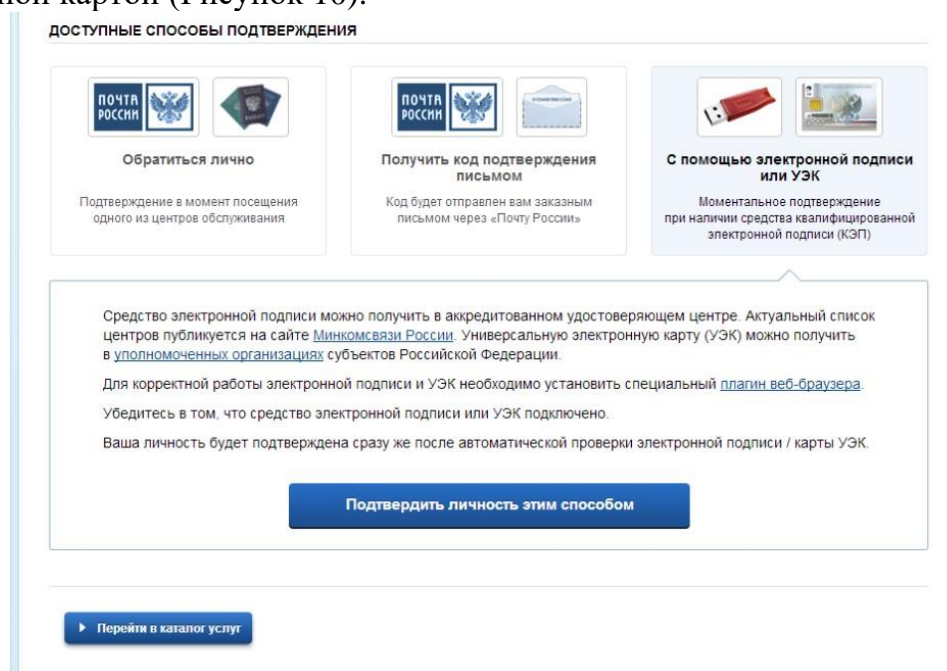 ной картой (Рисунок 10).
ДОСТУПНЫЕ СПОСОБЫ ПОДТВЕРЖДЕНИЯ
ПОЧТА
РОССИИ
Обратиться лично
Подтверждение в момент посещения
одного из центров обслуживания
ПОЧТА
РОССИИ
Получить код подтверждения
письмом
Код будет отправлен вам заказным
письмом через «Почту России»
С помощью электронной подписи
или УЭК
Моментальное подтверждение
при наличии средства квалифицированной
электронной подписи (КЭП)
Средство электронной подписи можно получить в аккредитованном удостоверяющем центре. Актуальный список
центров публикуется на сайте Минкомсвязи России. Универсальную электронную карту (УЭК) можно получить
в уполномоченных организациях субъектов Российской Федерации.
Для корректной работы электронной подписи и УЭК необходимо установить специальный плагин веб-браузера.
Убедитесь в том, что средство электронной подписи или УЭК подключено.
Ваша личность будет подтверждена сразу же после автоматической проверки электронной подписи / карты УЭК.
Подтвердить личность этим способом
Перейти в каталог услуг